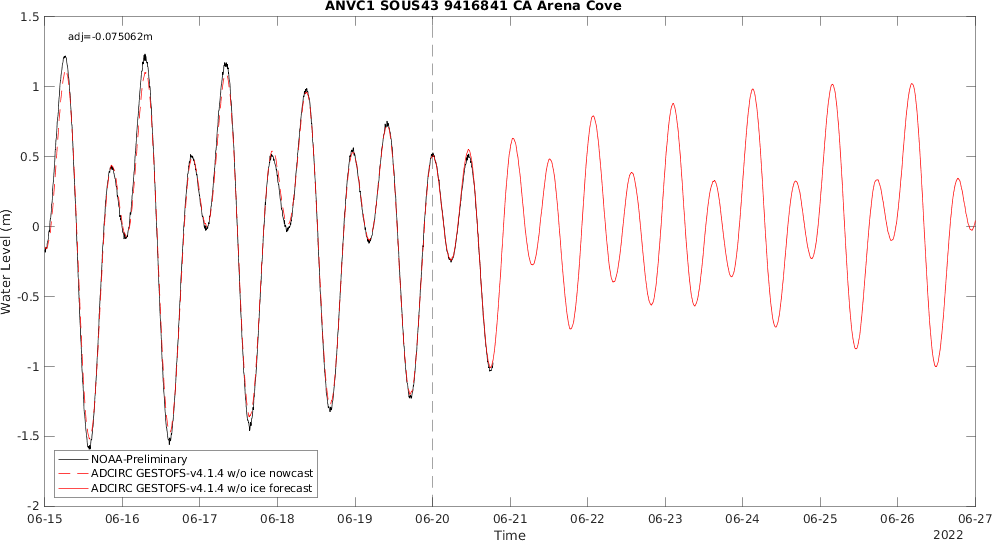 ANVC1 SOUS43 9416841 CA Arena Cove
adj=-0.075062m
1.5
1
0.5
0
-0.5
-1
-1.5
-2
Water Level (m)
NOAA-Preliminary
ADCIRC GESTOFS-v4.1.4 w/o ice nowcast
ADCIRC GESTOFS-v4.1.4 w/o ice forecast
06-15 06-16 06-17 06-18 06-19 06-20 06-21 06-22 06-23 06-24 06-25 06-26 06-27
Time
2022